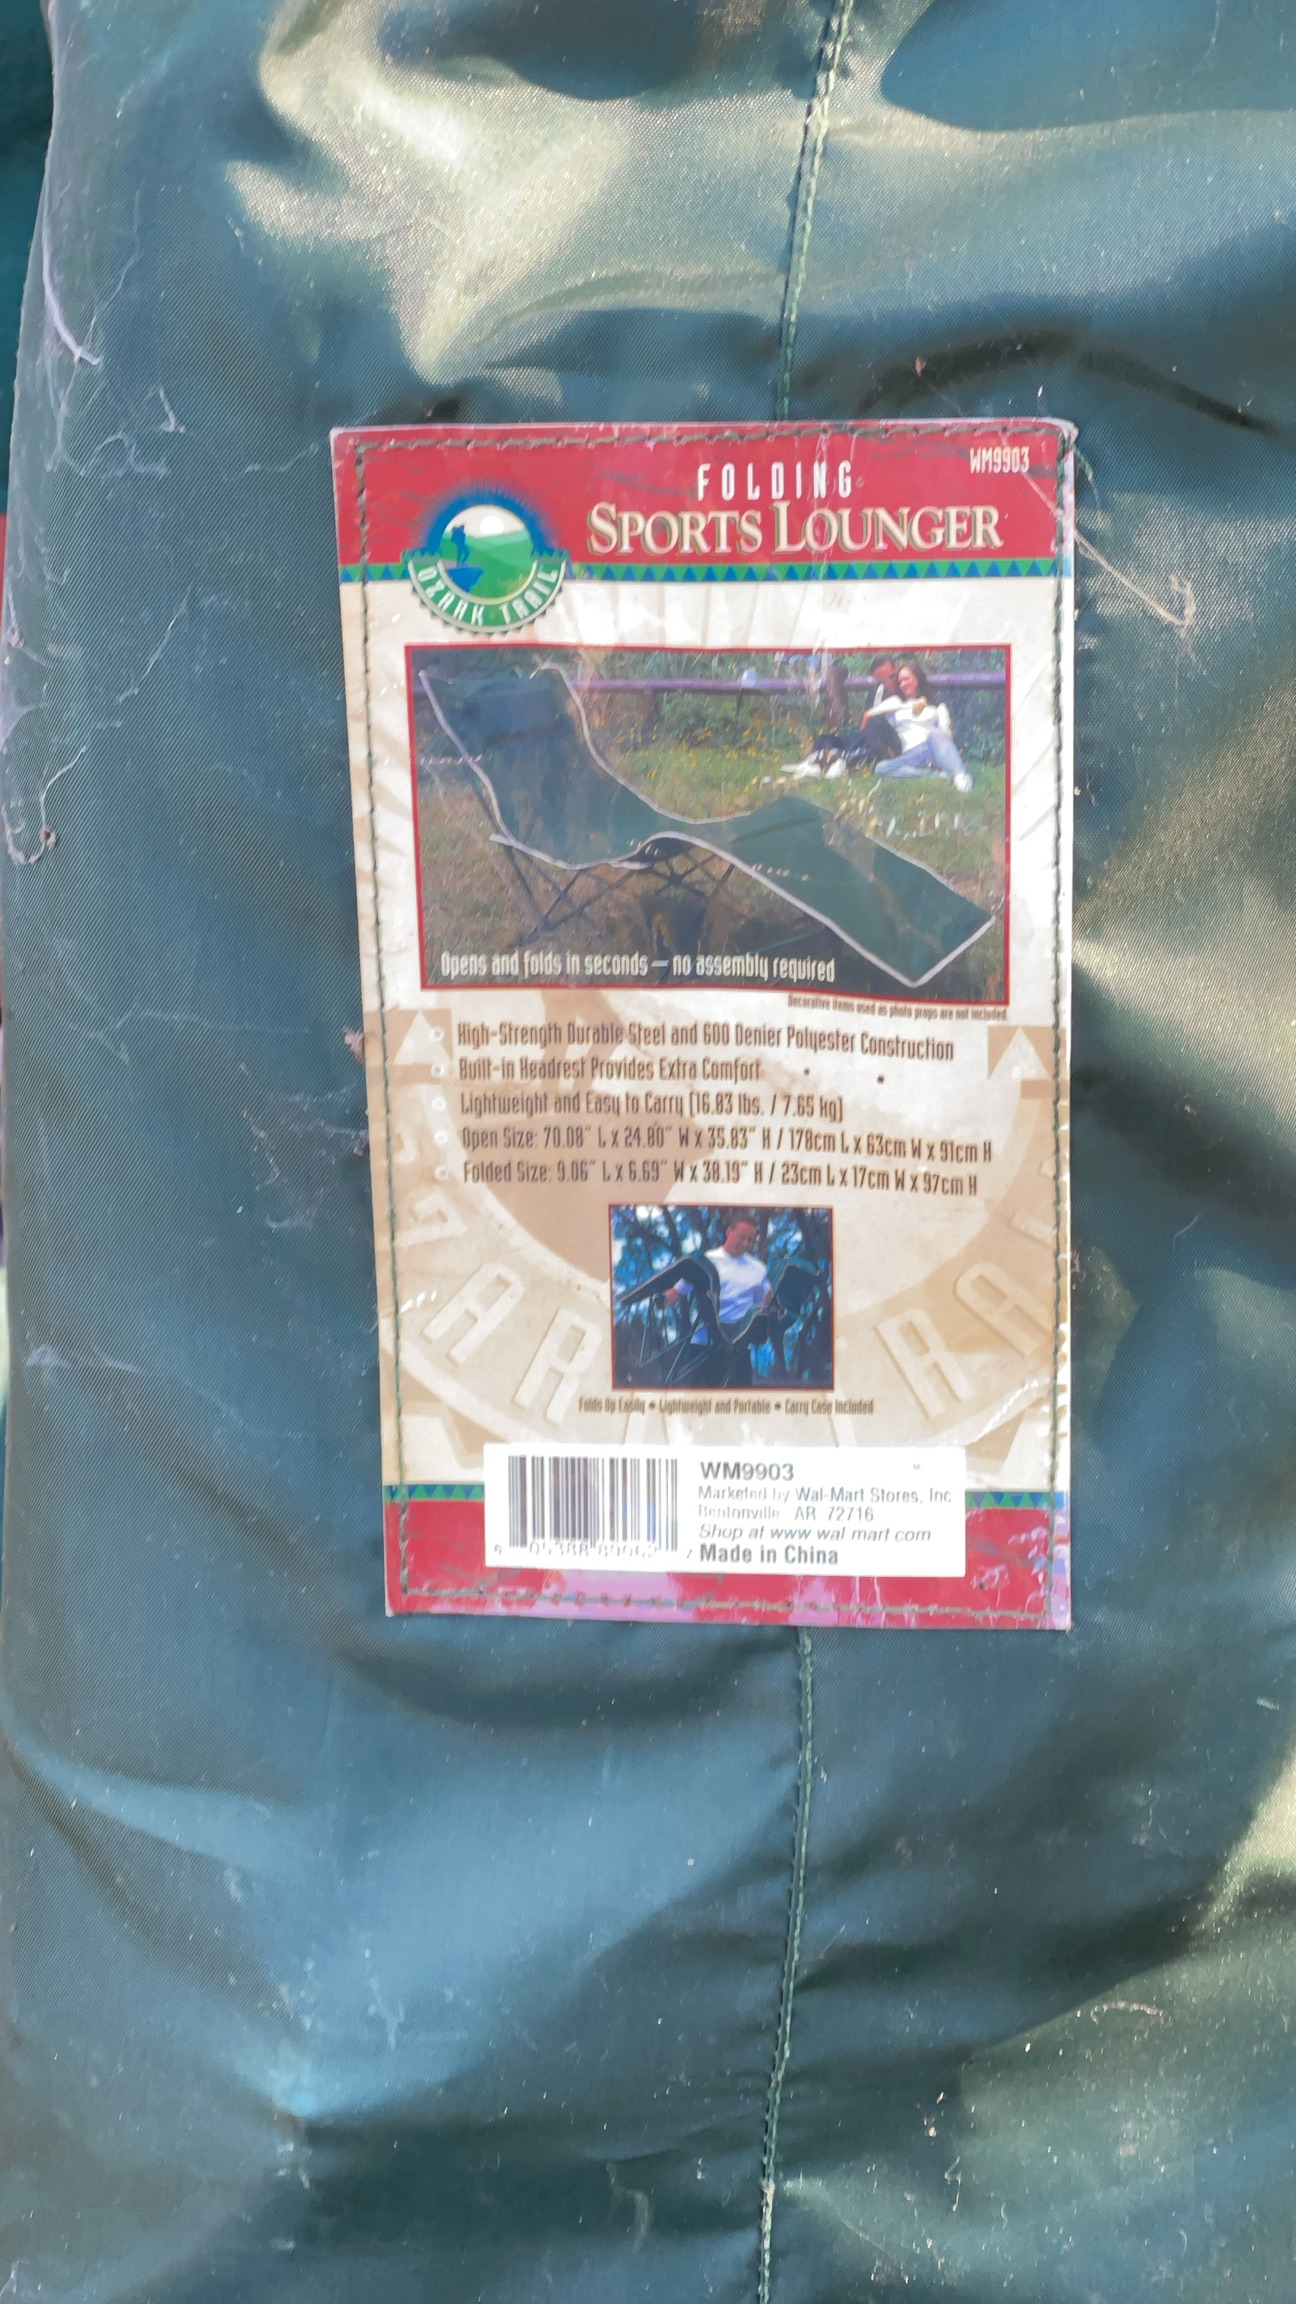 WM9903
FOLDING
SPORTS LOUNGER
OZARK TRAIL
Opens and folds in seconds — no assembly required
Decorative items used as photo props are not included.
High-Strength Durable Steel and 600 Denier Polyester Construction
Built-in Headrest Provides Extra Comfort
Lightweight and Easy to Carry (16.83 lbs. / 7.65 kg)
Open Size: 70.08" L x 24.80" W x 35.83" H / 178cm L x 63cm W x 91cm H
Folded Size: 9.06" L x 6.69" W x 38.19" H / 23cm L x 17cm W x 97cm H
Folds Up Easily • Lightweight and Portable • Carry Case Included
WM9903
Marketed by Wal-Mart Stores, Inc
Bentonville AR 72716
Shop at www wal mart com
Made in China